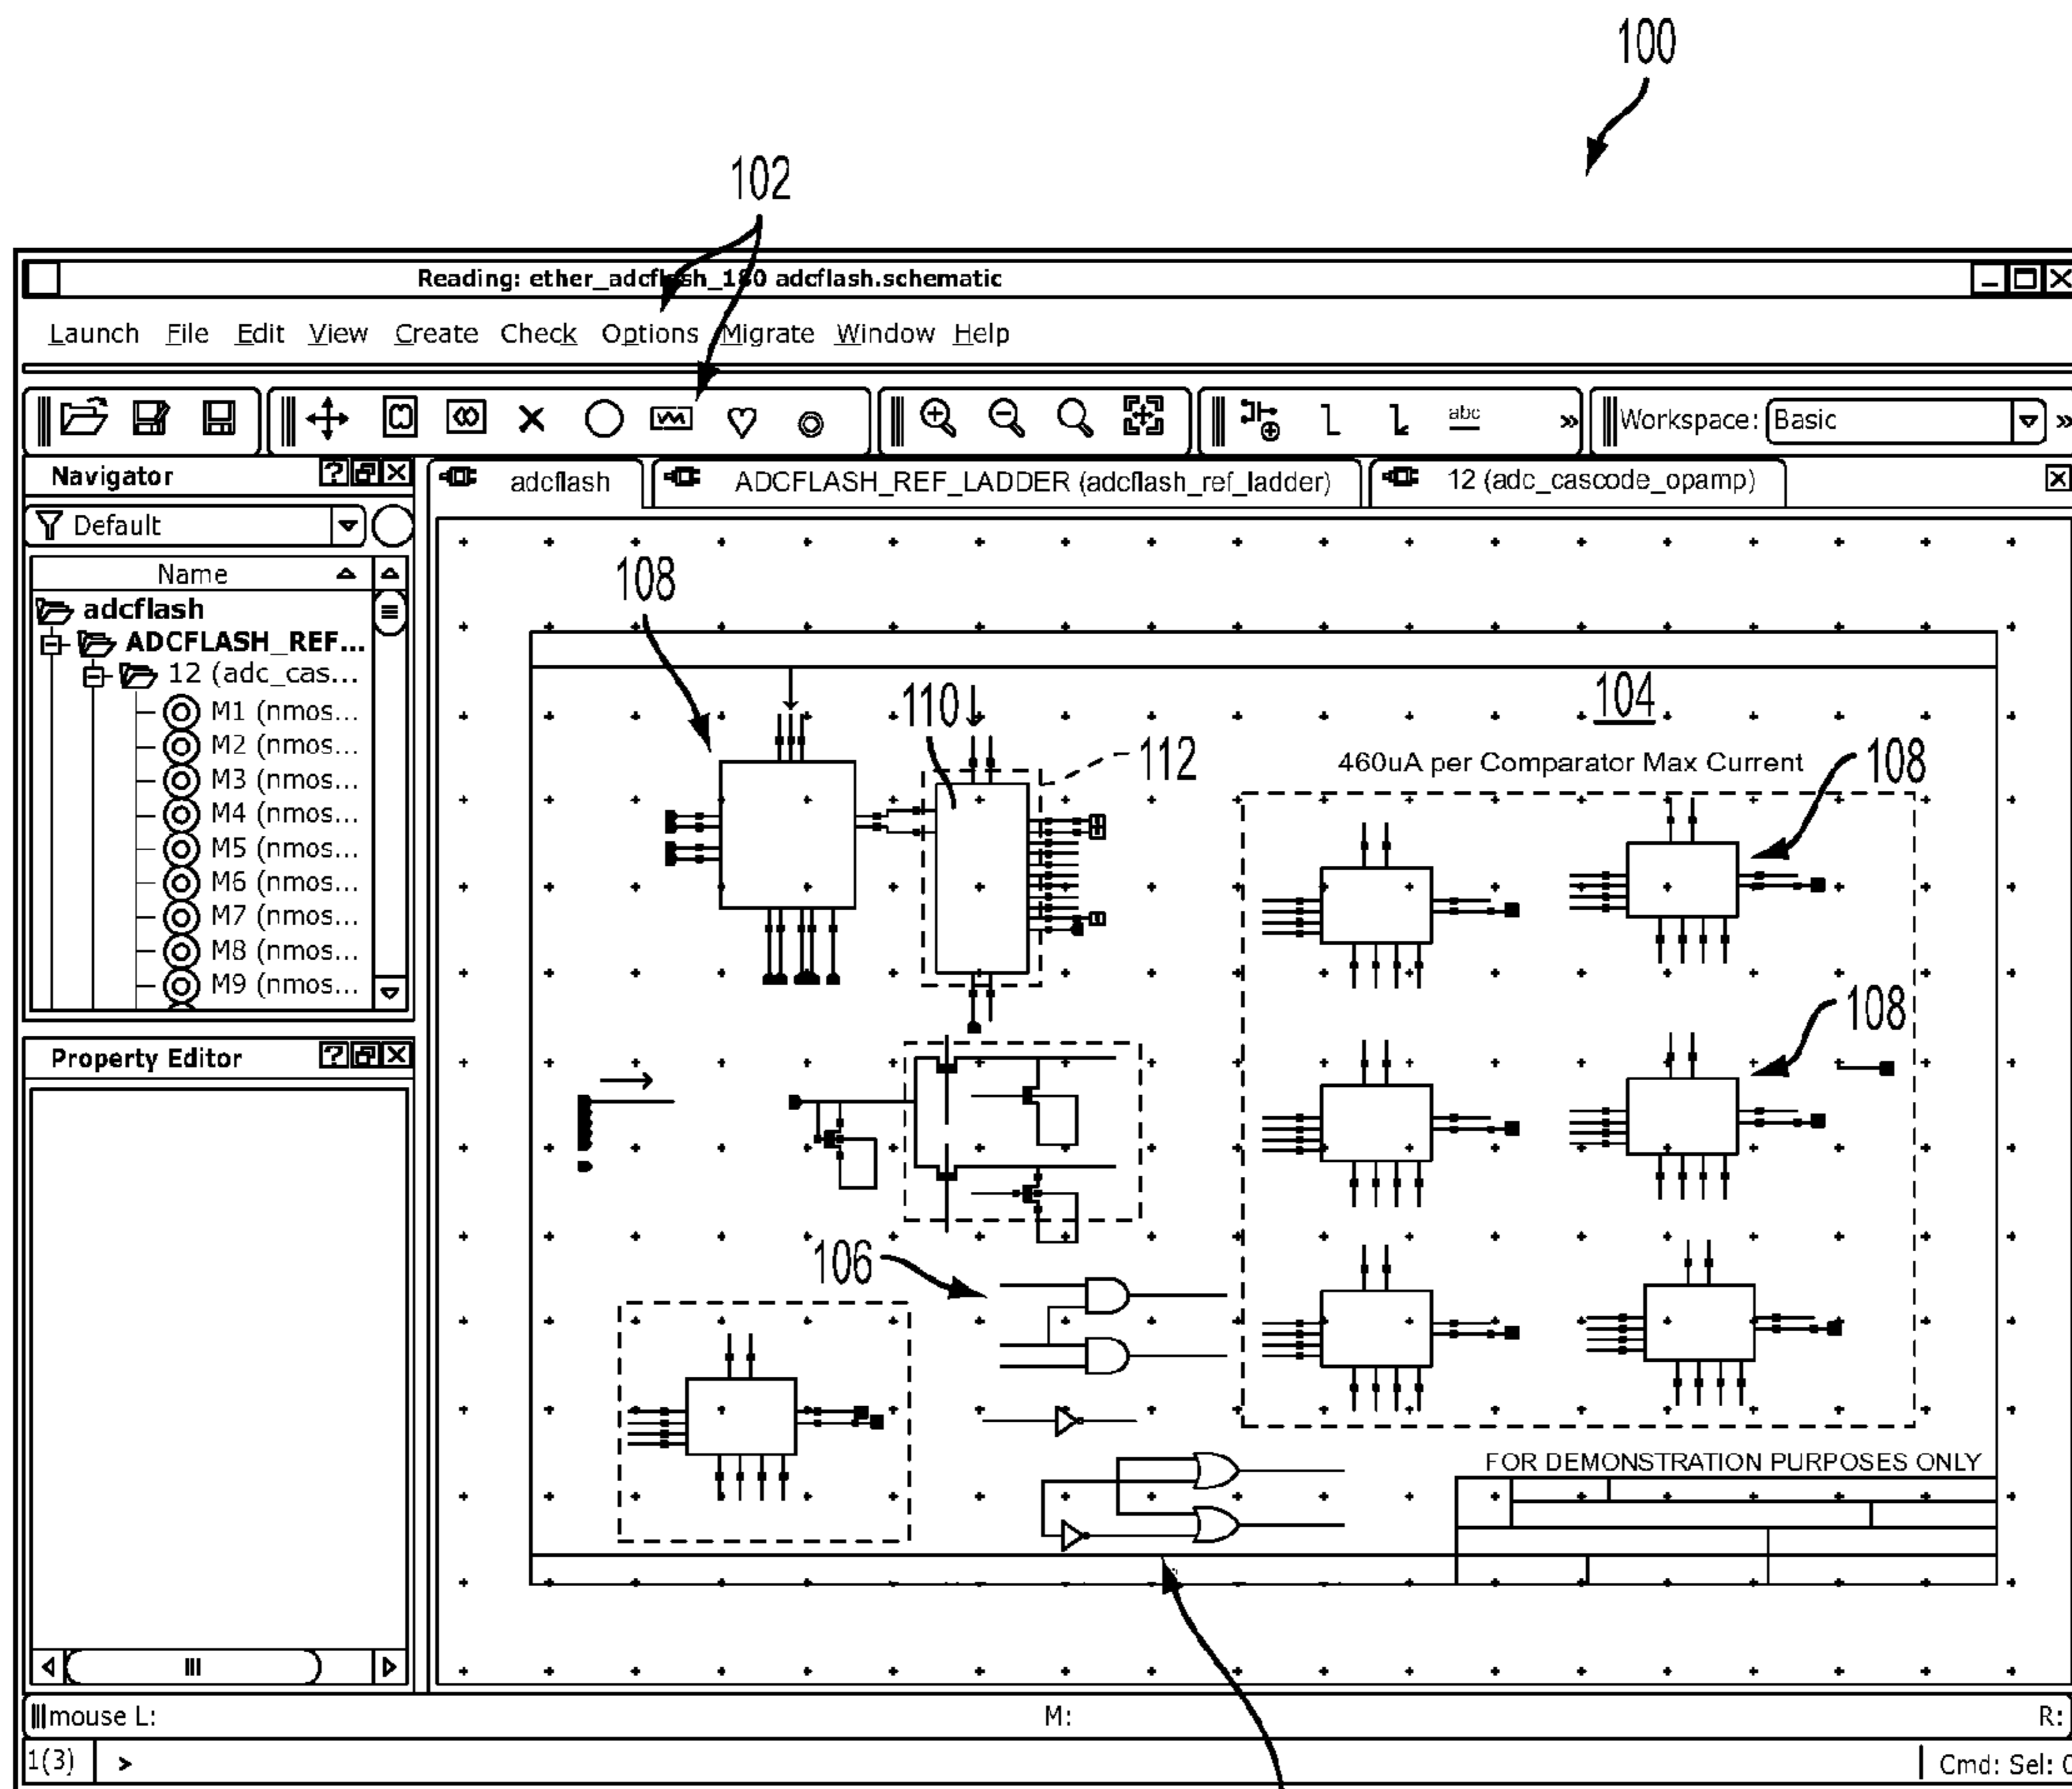 100
102
Reading: ether_adcflash_180 adcflash.schematic
Launch File Edit View Create Check Options Migrate Window Help
abc » Workspace: Basic »
Navigator
adcflash ADCFLASH_REF_LADDER (adcflash_ref_ladder) 12 (adc_cascode_opamp)
Default
Name
adcflash
ADCFLASH_REF...
12 (adc_cas...
M1 (nmos...
M2 (nmos...
M3 (nmos...
M4 (nmos...
M5 (nmos...
M6 (nmos...
M7 (nmos...
M8 (nmos...
M9 (nmos...
Property Editor
108
110
104
112
460uA per Comparator Max Current
108
108
106
FOR DEMONSTRATION PURPOSES ONLY
mouse L: M: R:
1(3) > Cmd: Sel: